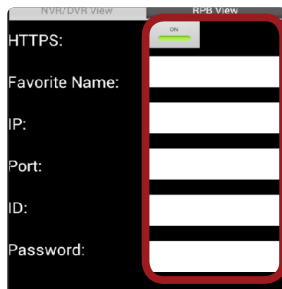 NVR/DVR View RPB View
HTTPS: ON
Favorite Name:
IP:
Port:
ID:
Password: